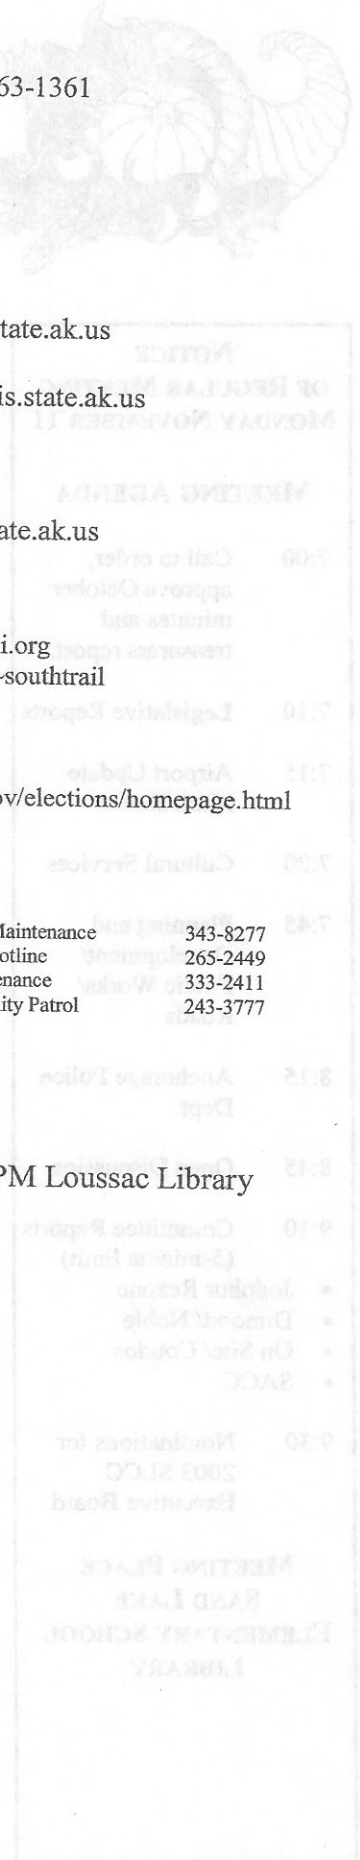 63-1361
tate.ak.us
is.state.ak.us
ate.ak.us
i.org
-southtrail
ov/elections/homepage.html
Maintenance 343-8277
otline 265-2449
enance 333-2411
ity Patrol 243-3777
PM Loussac Library
NOTICE
OF REGULAR MEETING
MONDAY NOVEMBER 11
MEETING AGENDA
7:00 Call to order,
approve October
minutes and
treasurers report
7:10 Legislative Reports
7:15 Airport Update
7:20 Cultural Services
7:45 Planning and
Development/
Public Works/
Roads
8:15 Anchorage Police
Dept
8:45 Open Discussion
9:10 Committee Reports
(5-minute limit)
• Jodphur Rezone
• Dimond/ Noble
• On Site/ Condos
• SACC
9:30 Nominations for
2003 SLCC
Executive Board
MEETING PLACE
SAND LAKE
ELEMENTARY SCHOOL
LIBRARY